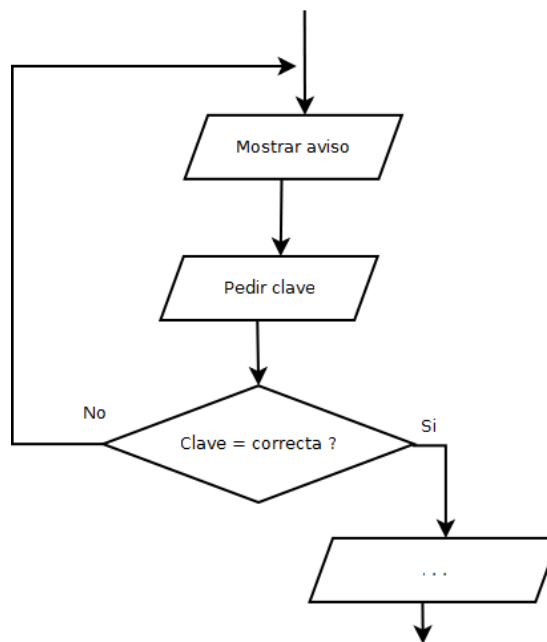 Mostrar aviso
Pedir clave
No
Clave = correcta ?
Si
. . .